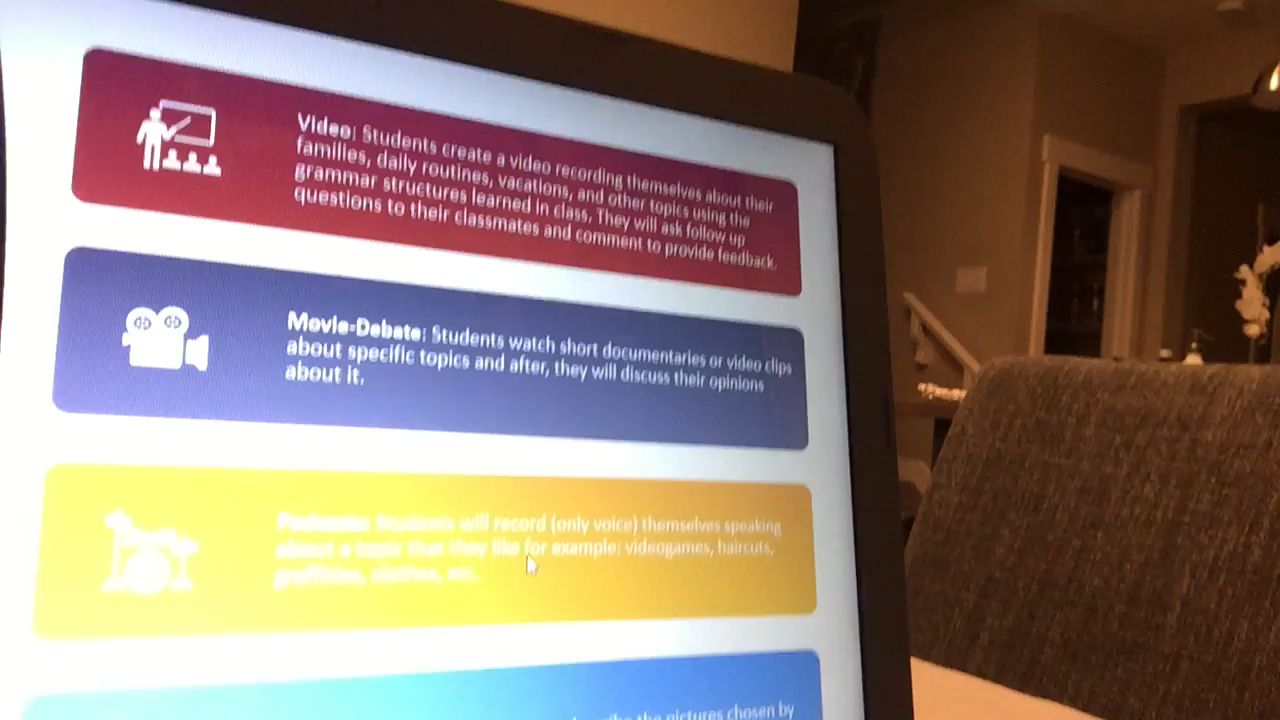 Video: Students create a video recording themselves about their
families, daily routines, vacations, and other topics using the
grammar structures learned in class. They will ask follow up
questions to their classmates and comment to provide feedback.
Movie-Debate: Students watch short documentaries or video clips
about specific topics and after, they will discuss their opinions
about it.
Podcasts: Students will record (only voice) themselves speaking
about a topic that they like for example: videogames, haircuts,
clothes, etc.
the pictures chosen by